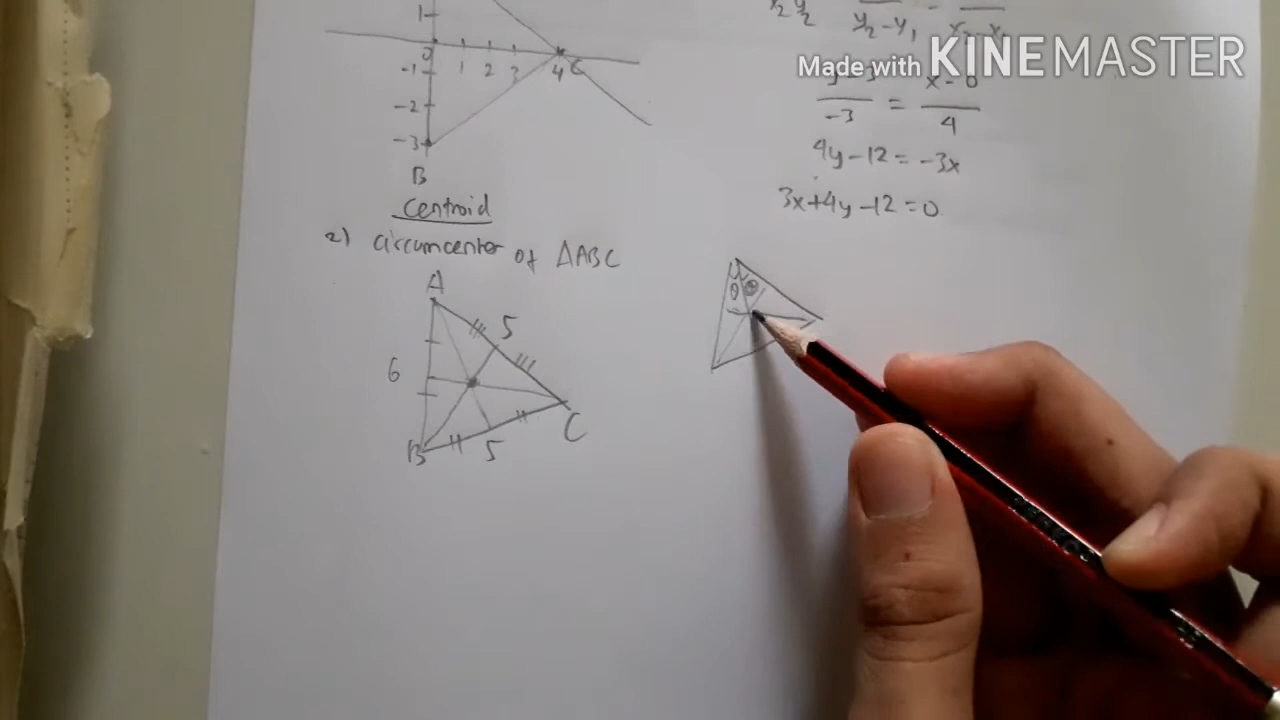 1
0 1 2 3 4 C
-1
-2
-3
B
y₂-y₁
Made with KINEMASTER
-3 = 4
4y-12 = -3x
3x+4y-12=0.
Centroid
2) circumcenter of ΔABC
A
5
6
B 5 C
θ θ